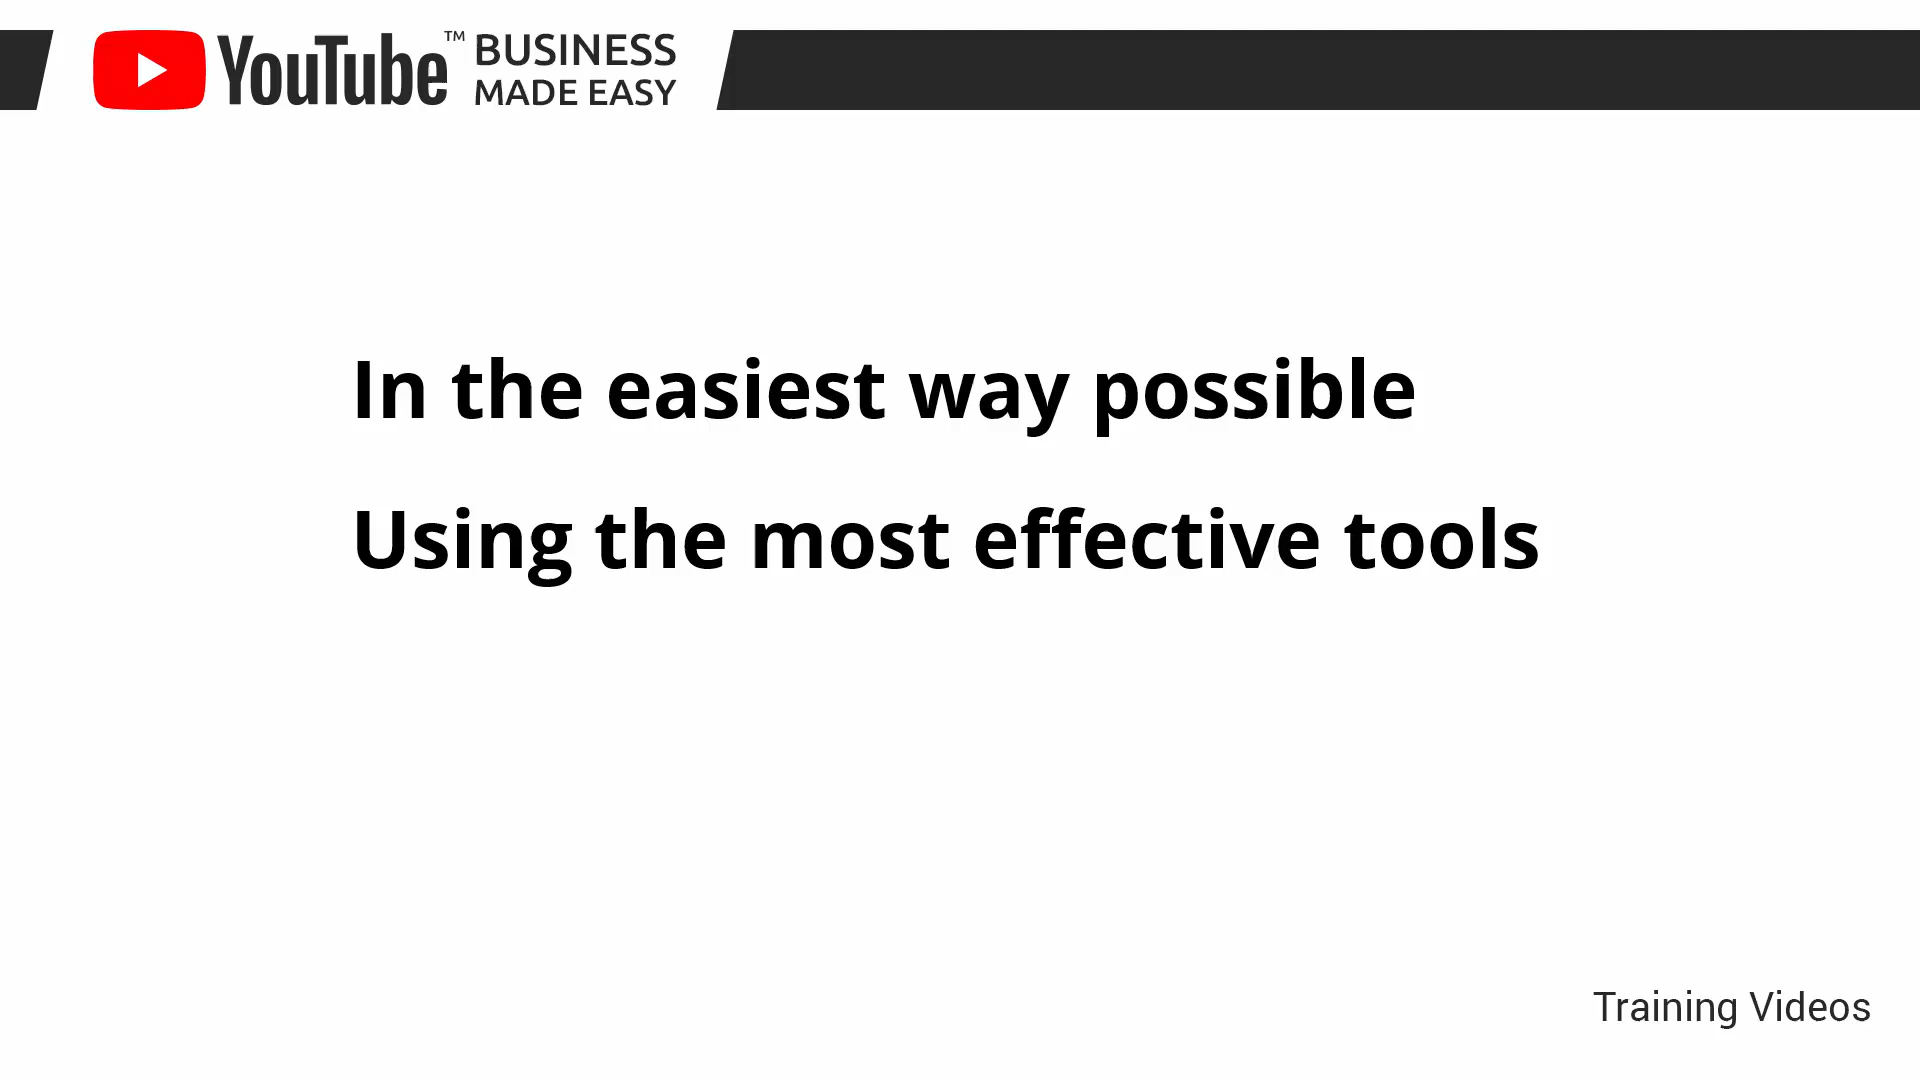 YouTube™ BUSINESS
MADE EASY
In the easiest way possible
Using the most effective tools
Training Videos